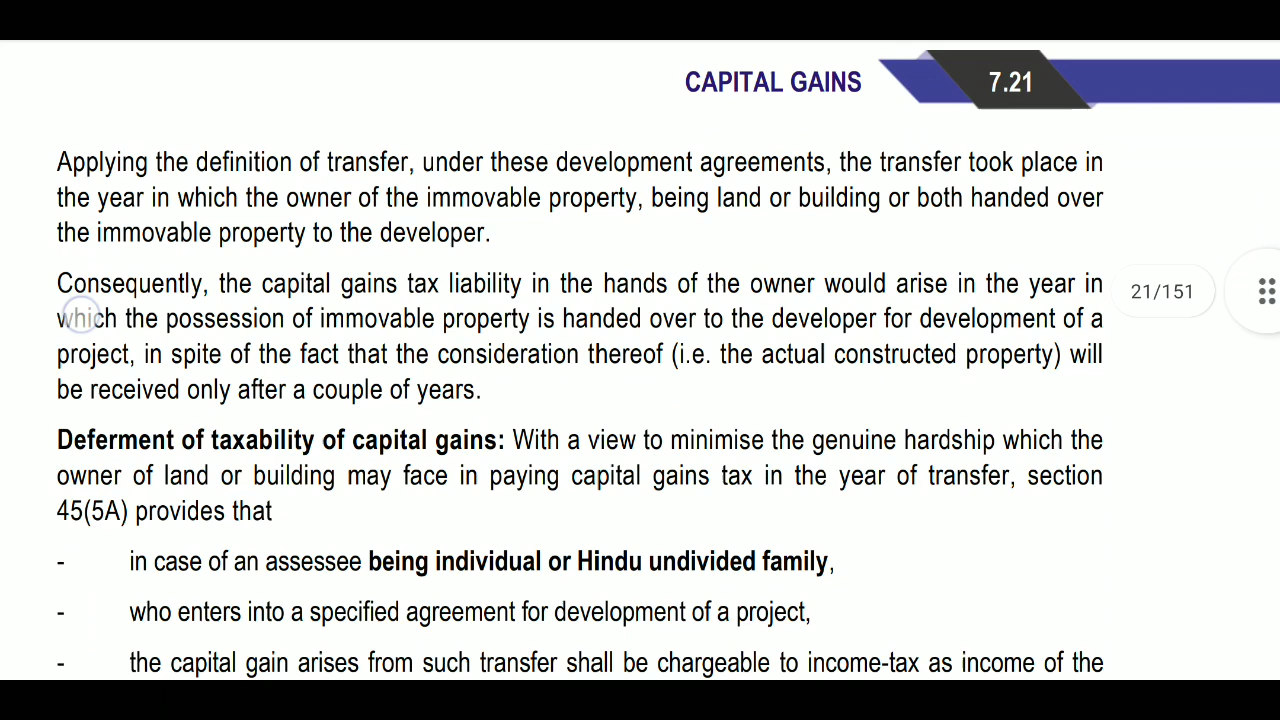 CAPITAL GAINS 7.21
Applying the definition of transfer, under these development agreements, the transfer took place in
the year in which the owner of the immovable property, being land or building or both handed over
the immovable property to the developer.
Consequently, the capital gains tax liability in the hands of the owner would arise in the year in
which the possession of immovable property is handed over to the developer for development of a
project, in spite of the fact that the consideration thereof (i.e. the actual constructed property) will
be received only after a couple of years.
21/151
Deferment of taxability of capital gains: With a view to minimise the genuine hardship which the
owner of land or building may face in paying capital gains tax in the year of transfer, section
45(5A) provides that
- in case of an assessee being individual or Hindu undivided family,
- who enters into a specified agreement for development of a project,
- the capital gain arises from such transfer shall be chargeable to income-tax as income of the